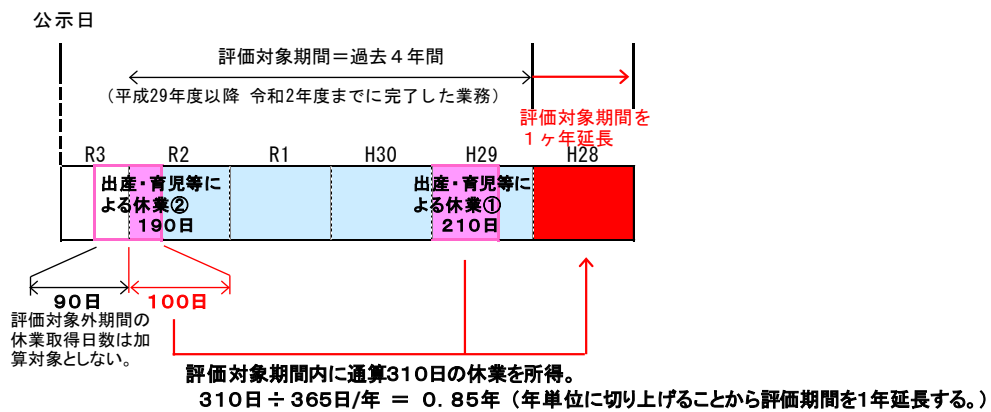 公示日
評価対象期間＝過去４年間
（平成29年度以降 令和2年度までに完了した業務）
評価対象期間を
１ヶ年延長
R3 R2 R1 H30 H29 H28
出産・育児等に
よる休業②
190日
出産・育児等に
よる休業①
210日
90日
100日
評価対象外期間の
休業取得日数は加
算対象としない。
評価対象期間内に通算310日の休業を所得。
310日÷365日/年 ＝ 0．85年（年単位に切り上げることから評価期間を1年延長する。）